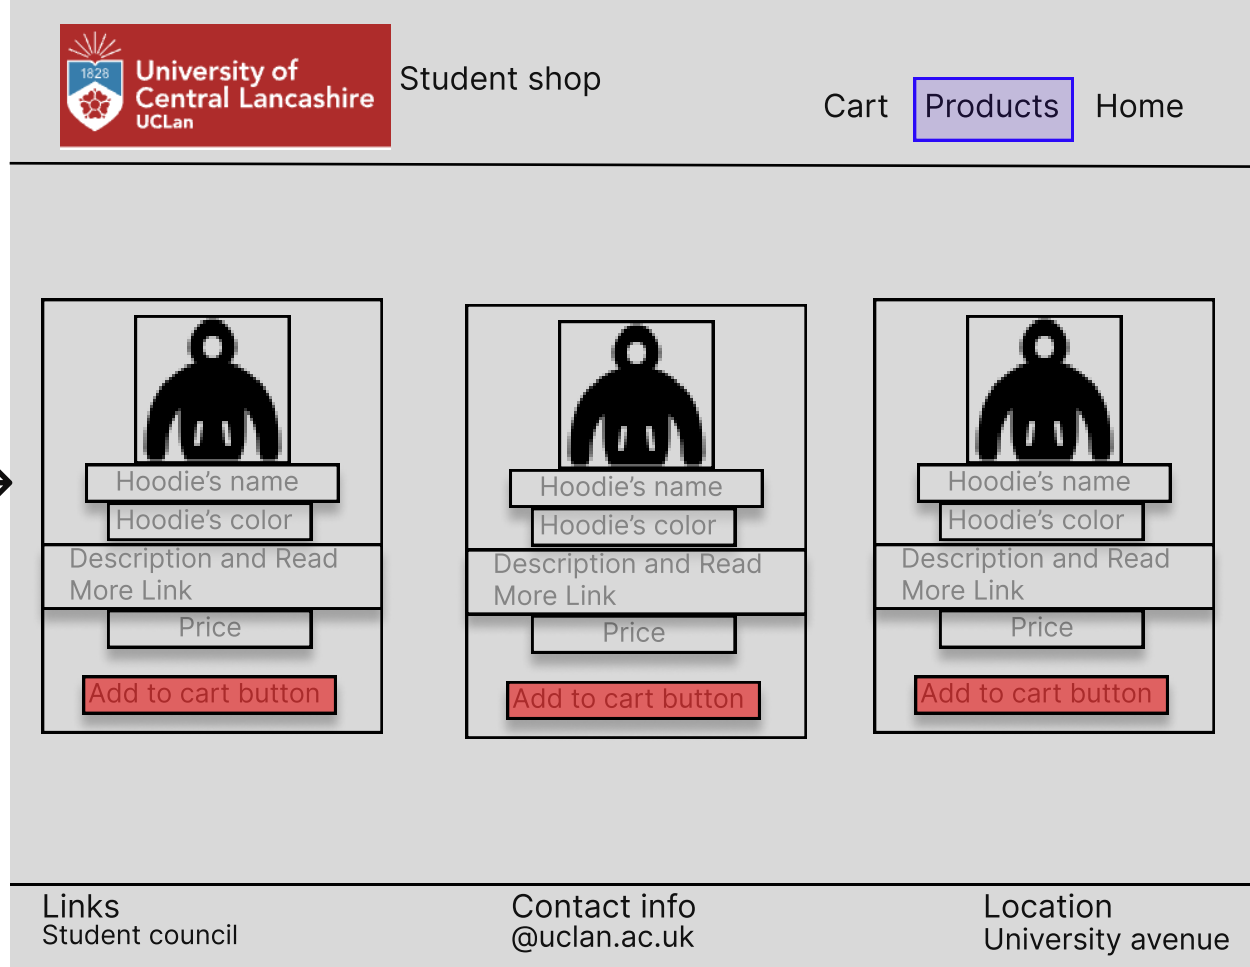 1828
University of
Central Lancashire
UCLan
Student shop
Cart
Products
Home
Hoodie’s name
Hoodie’s color
Description and Read
More Link
Price
Add to cart button
Hoodie’s name
Hoodie’s color
Description and Read
More Link
Price
Add to cart button
Hoodie’s name
Hoodie’s color
Description and Read
More Link
Price
Add to cart button
Links
Student council
Contact info
@uclan.ac.uk
Location
University avenue